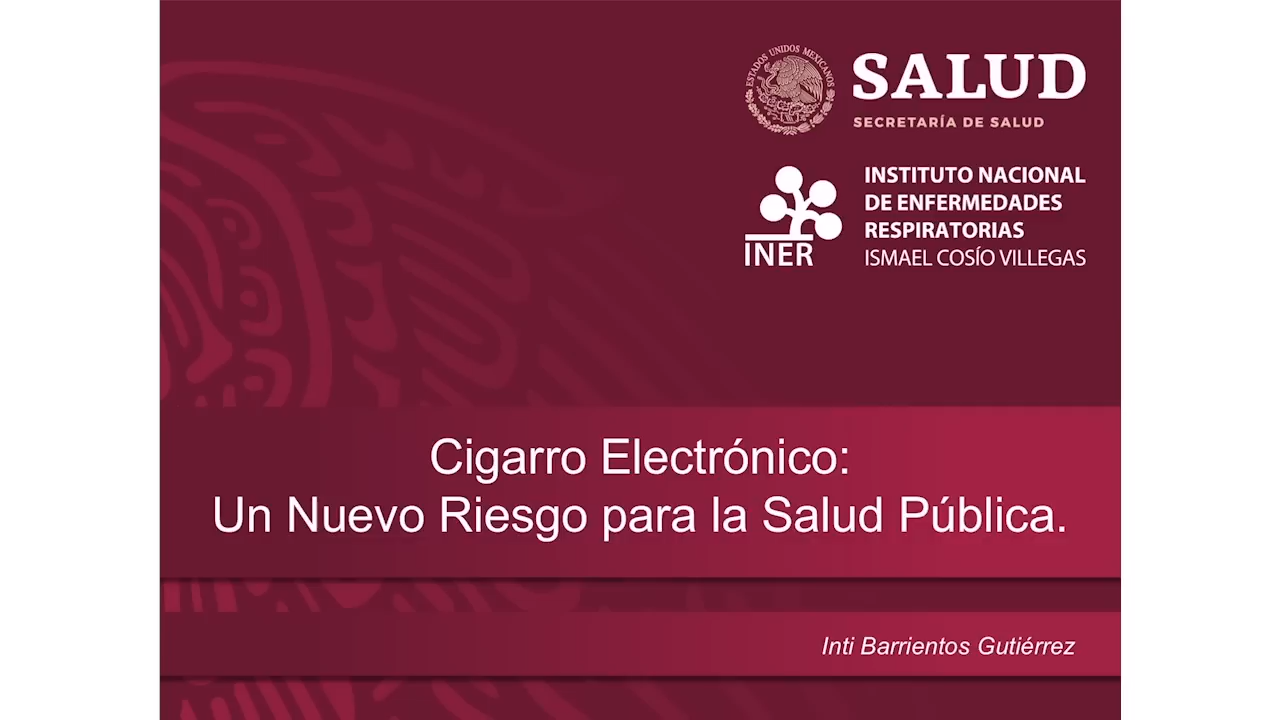 ESTADOS UNIDOS MEXICANOS
SALUD
SECRETARÍA DE SALUD
INSTITUTO NACIONAL
DE ENFERMEDADES
RESPIRATORIAS
ISMAEL COSÍO VILLEGAS
INER
Cigarro Electrónico:
Un Nuevo Riesgo para la Salud Pública.
Inti Barrientos Gutiérrez